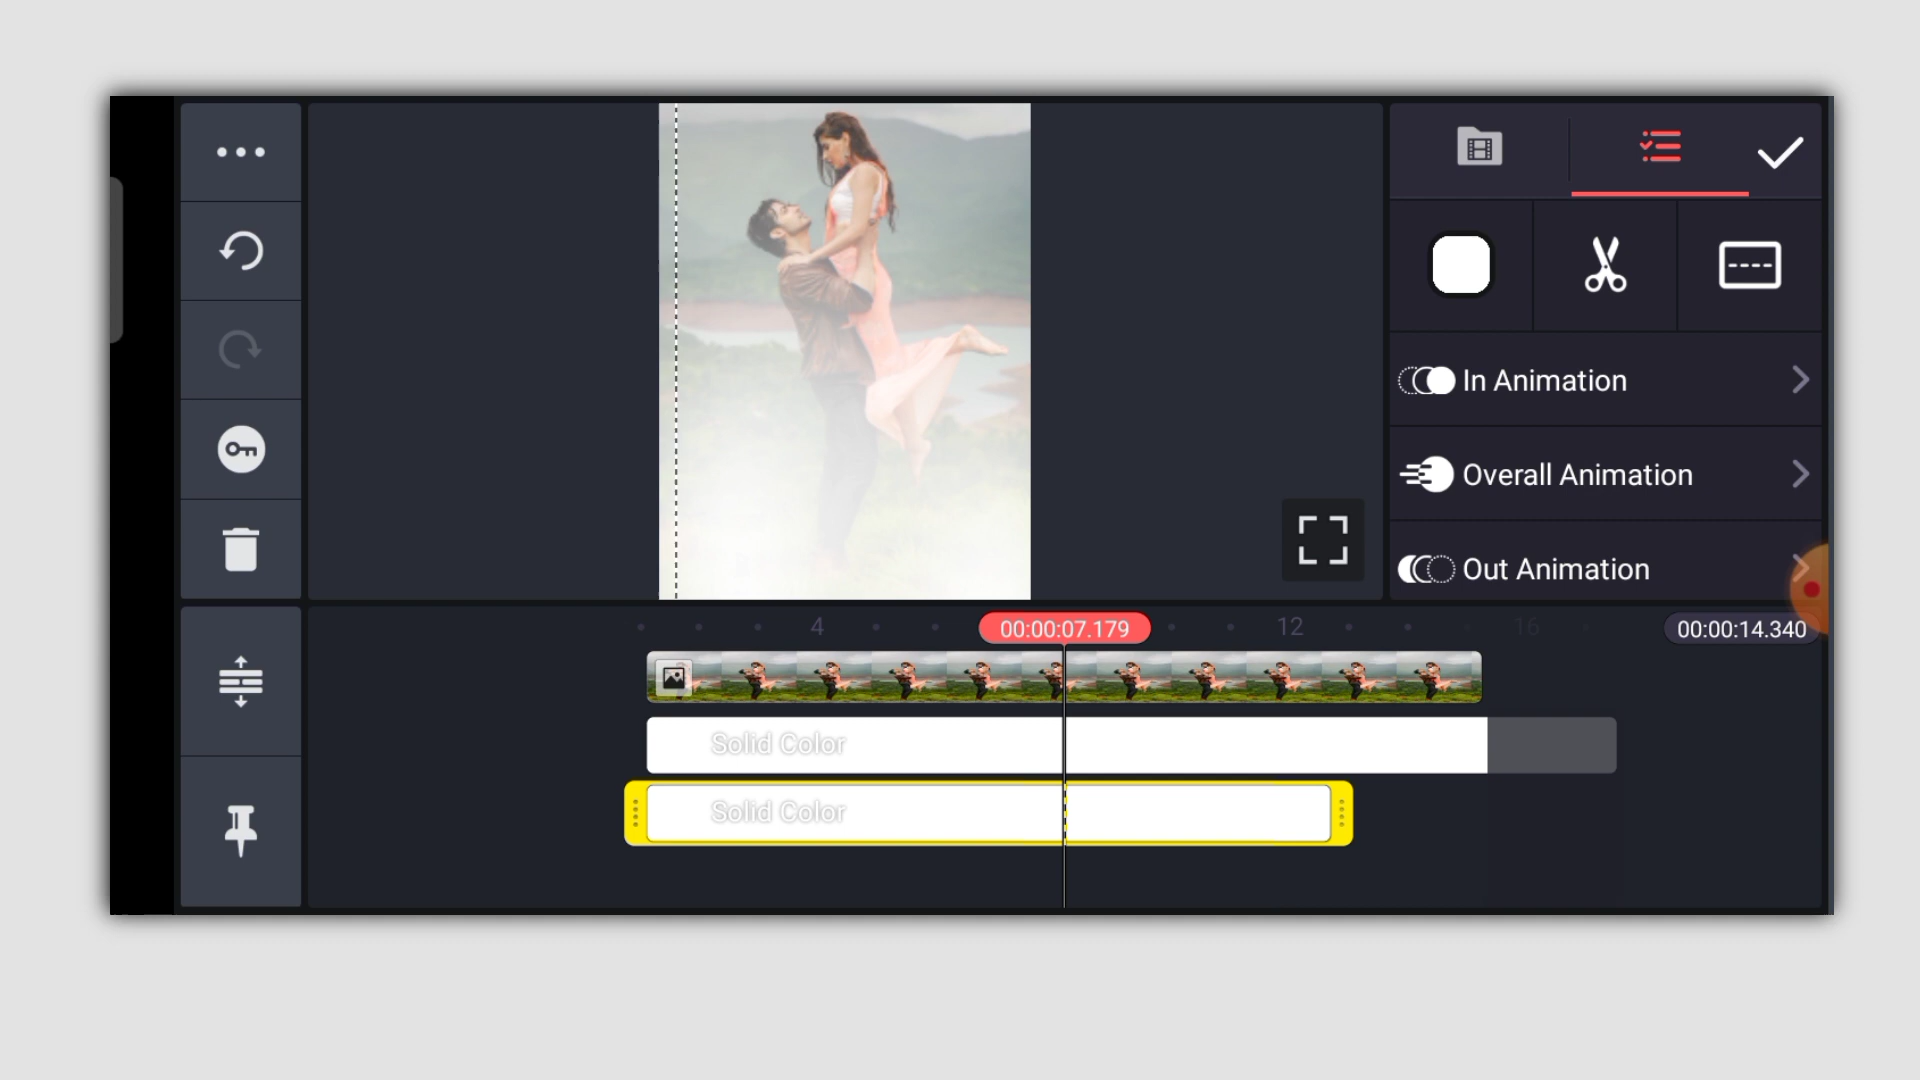 In Animation
Overall Animation
Out Animation
4
00:00:07.179
12
16
00:00:14.340
Solid Color
Solid Color